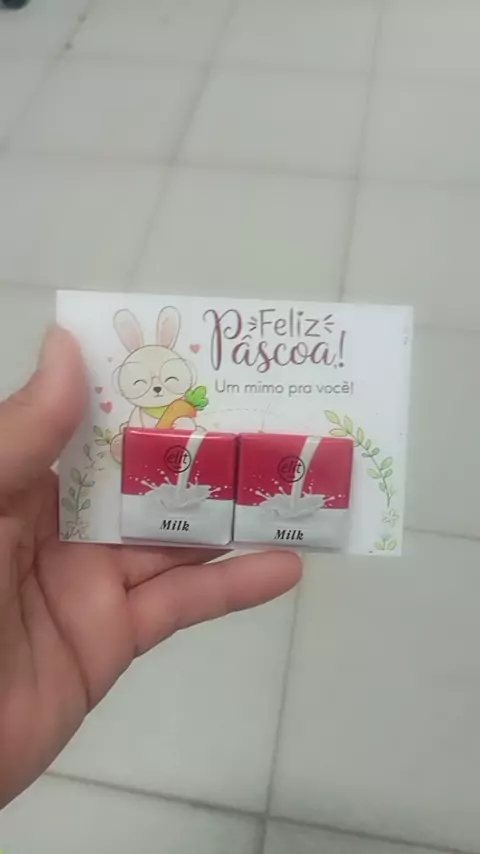 Feliz
Páscoa!
Um mimo pra você!
elit
Milk
elit
Milk